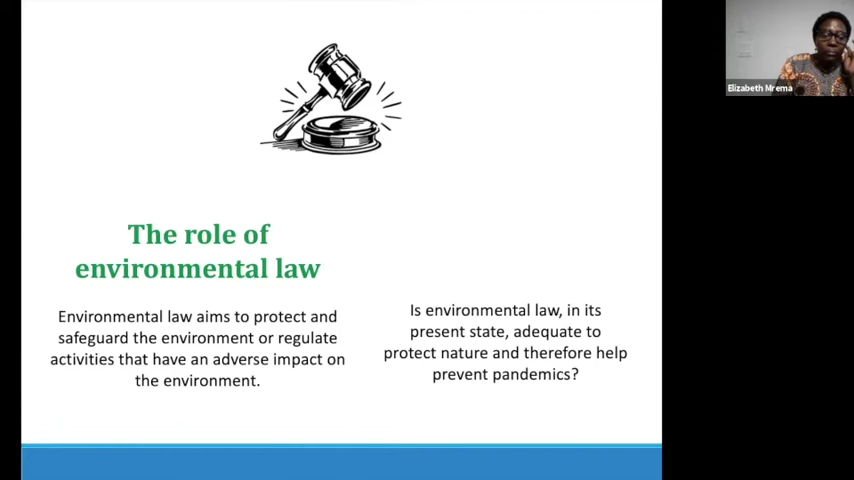 Elizabeth Mrema
The role of
environmental law
Environmental law aims to protect and
safeguard the environment or regulate
activities that have an adverse impact on
the environment.
Is environmental law, in its
present state, adequate to
protect nature and therefore help
prevent pandemics?